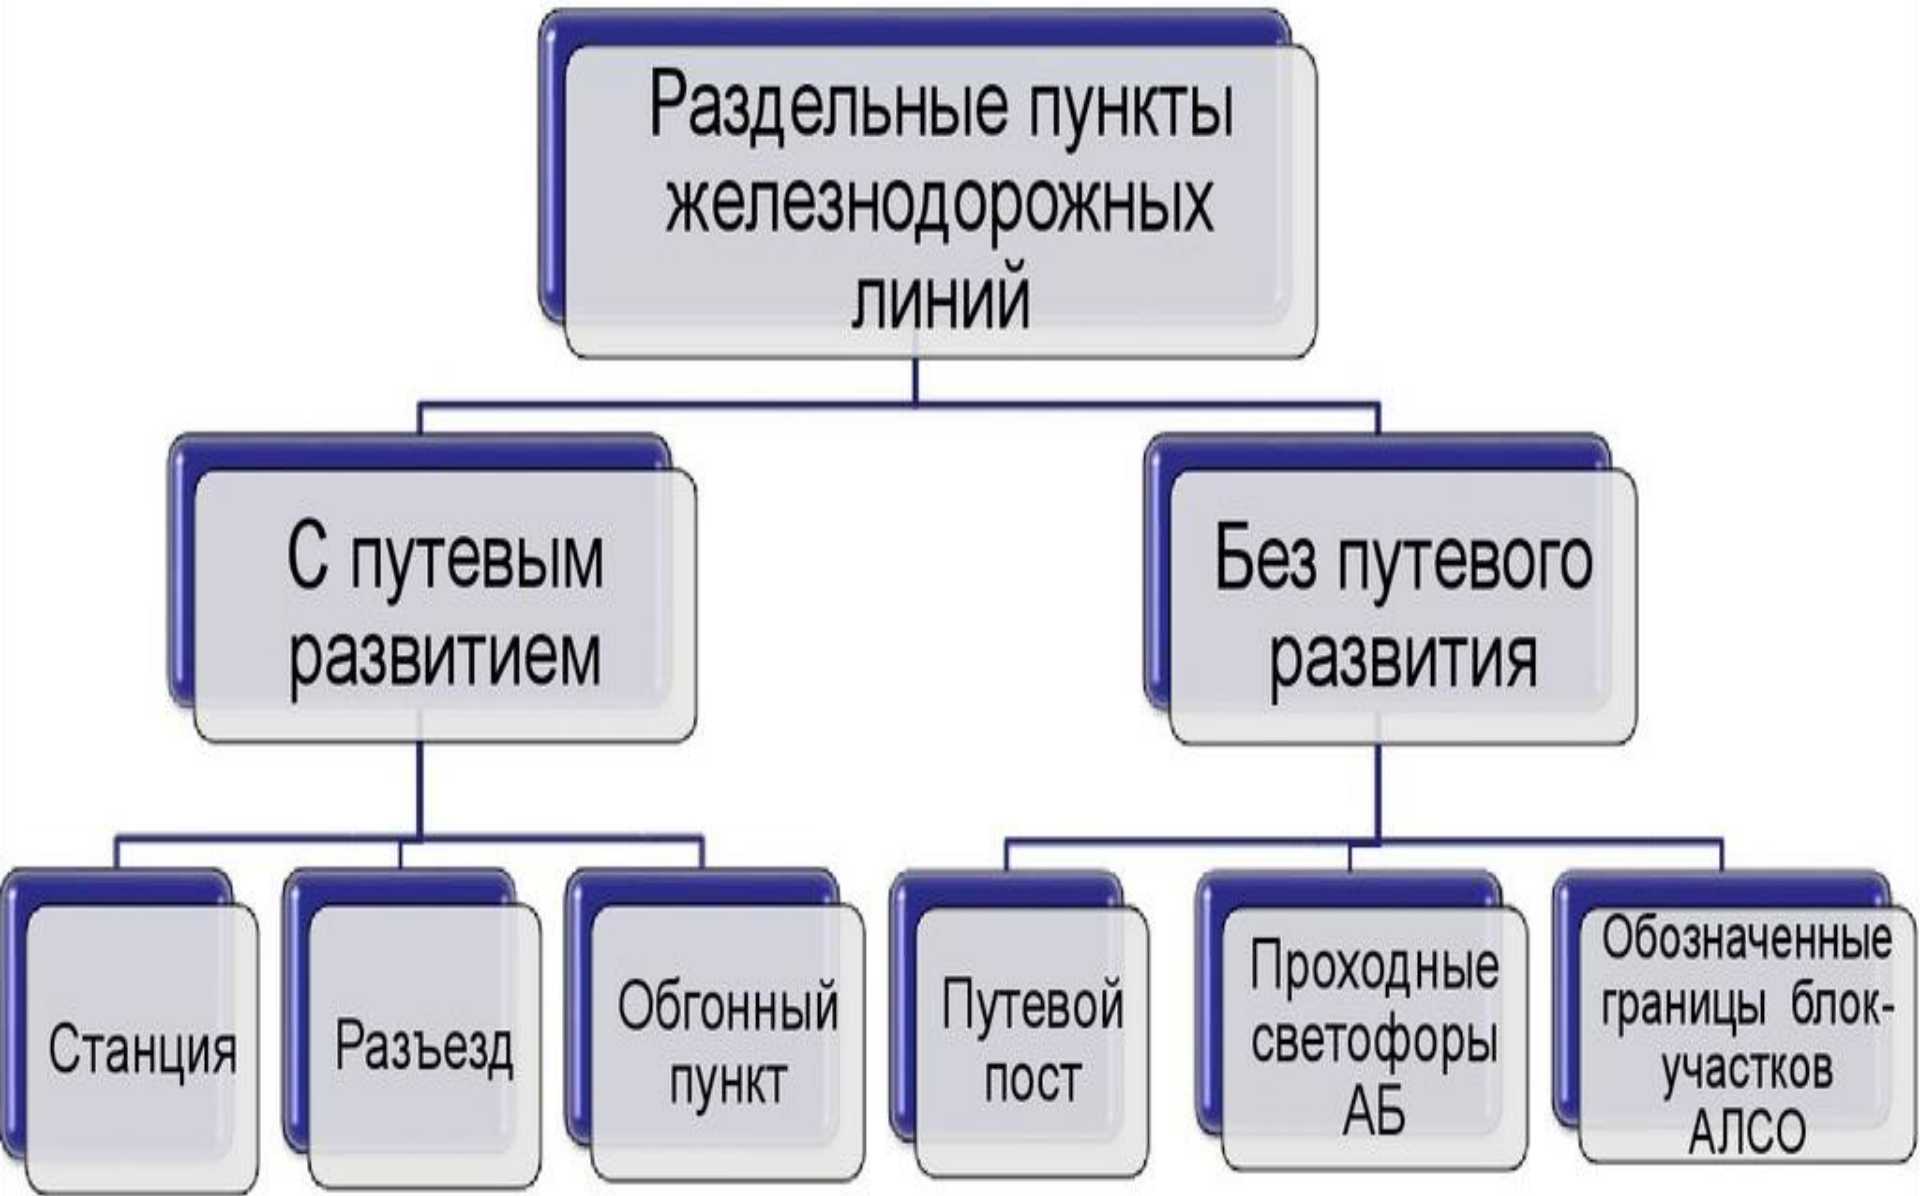 Раздельные пункты
железнодорожных
линий
С путевым
развитием
Без путевого
развития
Станция
Разъезд
Обгонный
пункт
Путевой
пост
Проходные
светофоры
АБ
Обозначенные
границы блок-
участков
АЛСО